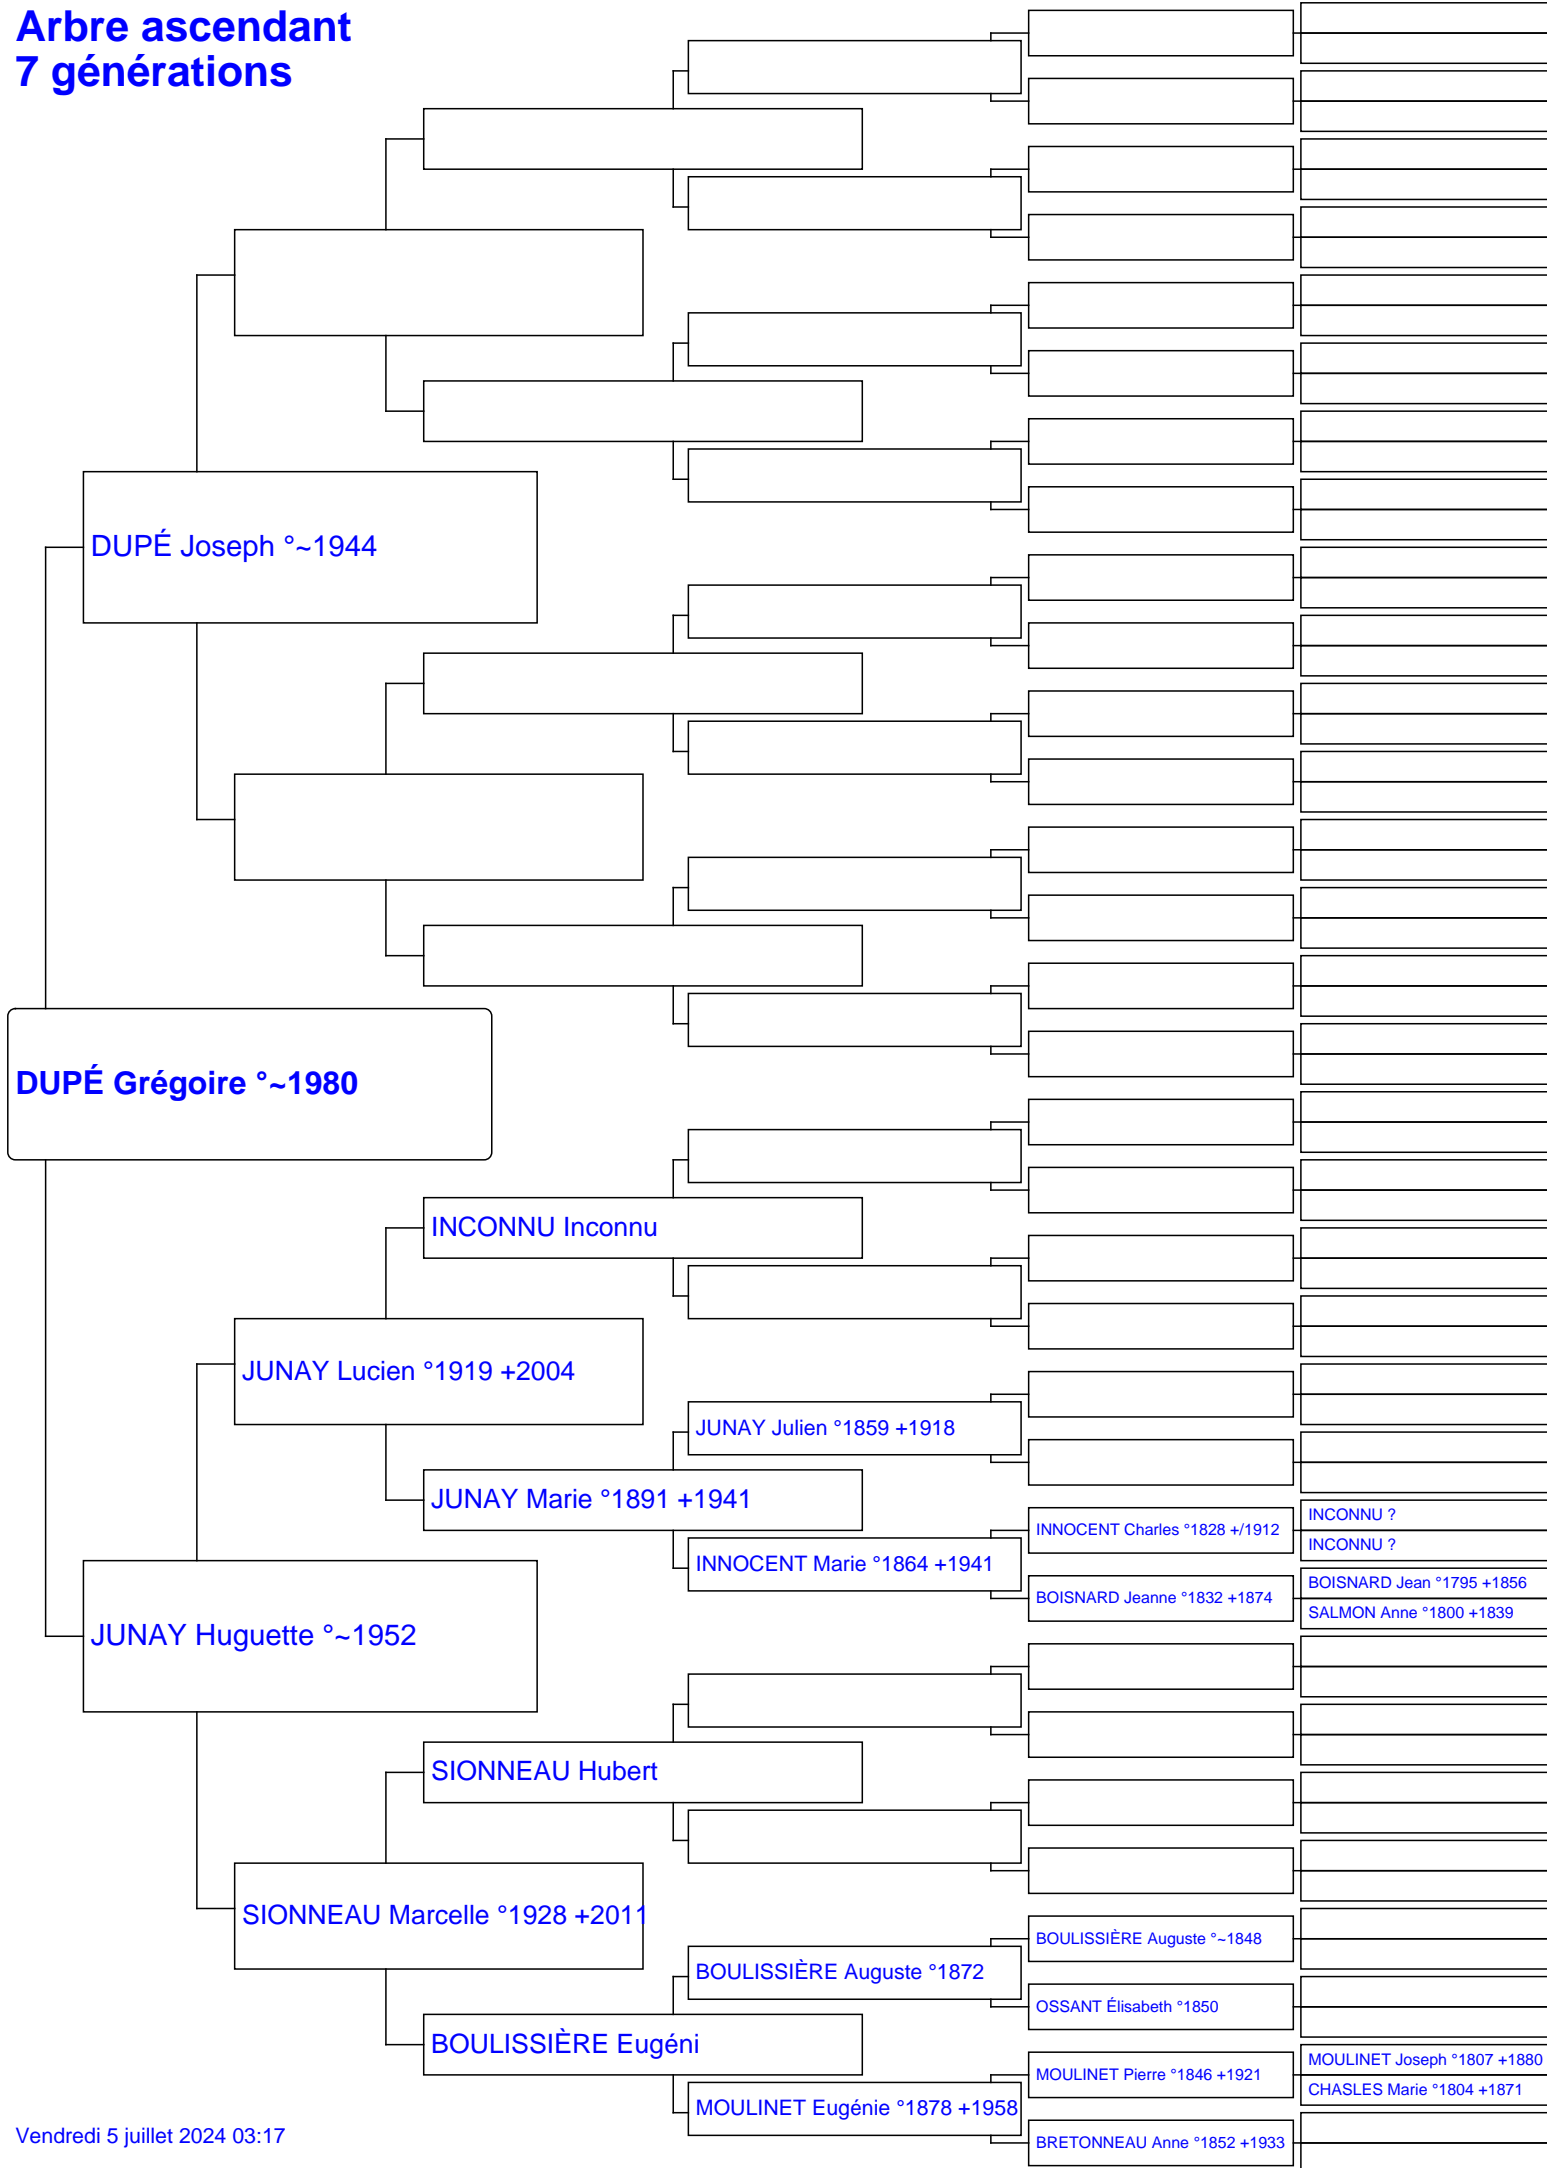 Arbre ascendant
7 générations
DUPÉ Joseph °~1944
DUPÉ Grégoire °~1980
INCONNU Inconnu
JUNAY Lucien °1919 +2004
JUNAY Julien °1859 +1918
JUNAY Marie °1891 +1941
INNOCENT Charles °1828 +/1912
INCONNU ?
INCONNU ?
INNOCENT Marie °1864 +1941
BOISNARD Jeanne °1832 +1874
BOISNARD Jean °1795 +1856
SALMON Anne °1800 +1839
JUNAY Huguette °~1952
SIONNEAU Hubert
SIONNEAU Marcelle °1928 +2011
BOULISSIÈRE Auguste °~1848
BOULISSIÈRE Auguste °1872
OSSANT Élisabeth °1850
BOULISSIÈRE Eugéni
MOULINET Pierre °1846 +1921
MOULINET Joseph °1807 +1880
CHASLES Marie °1804 +1871
MOULINET Eugénie °1878 +1958
BRETONNEAU Anne °1852 +1933
Vendredi 5 juillet 2024 03:17